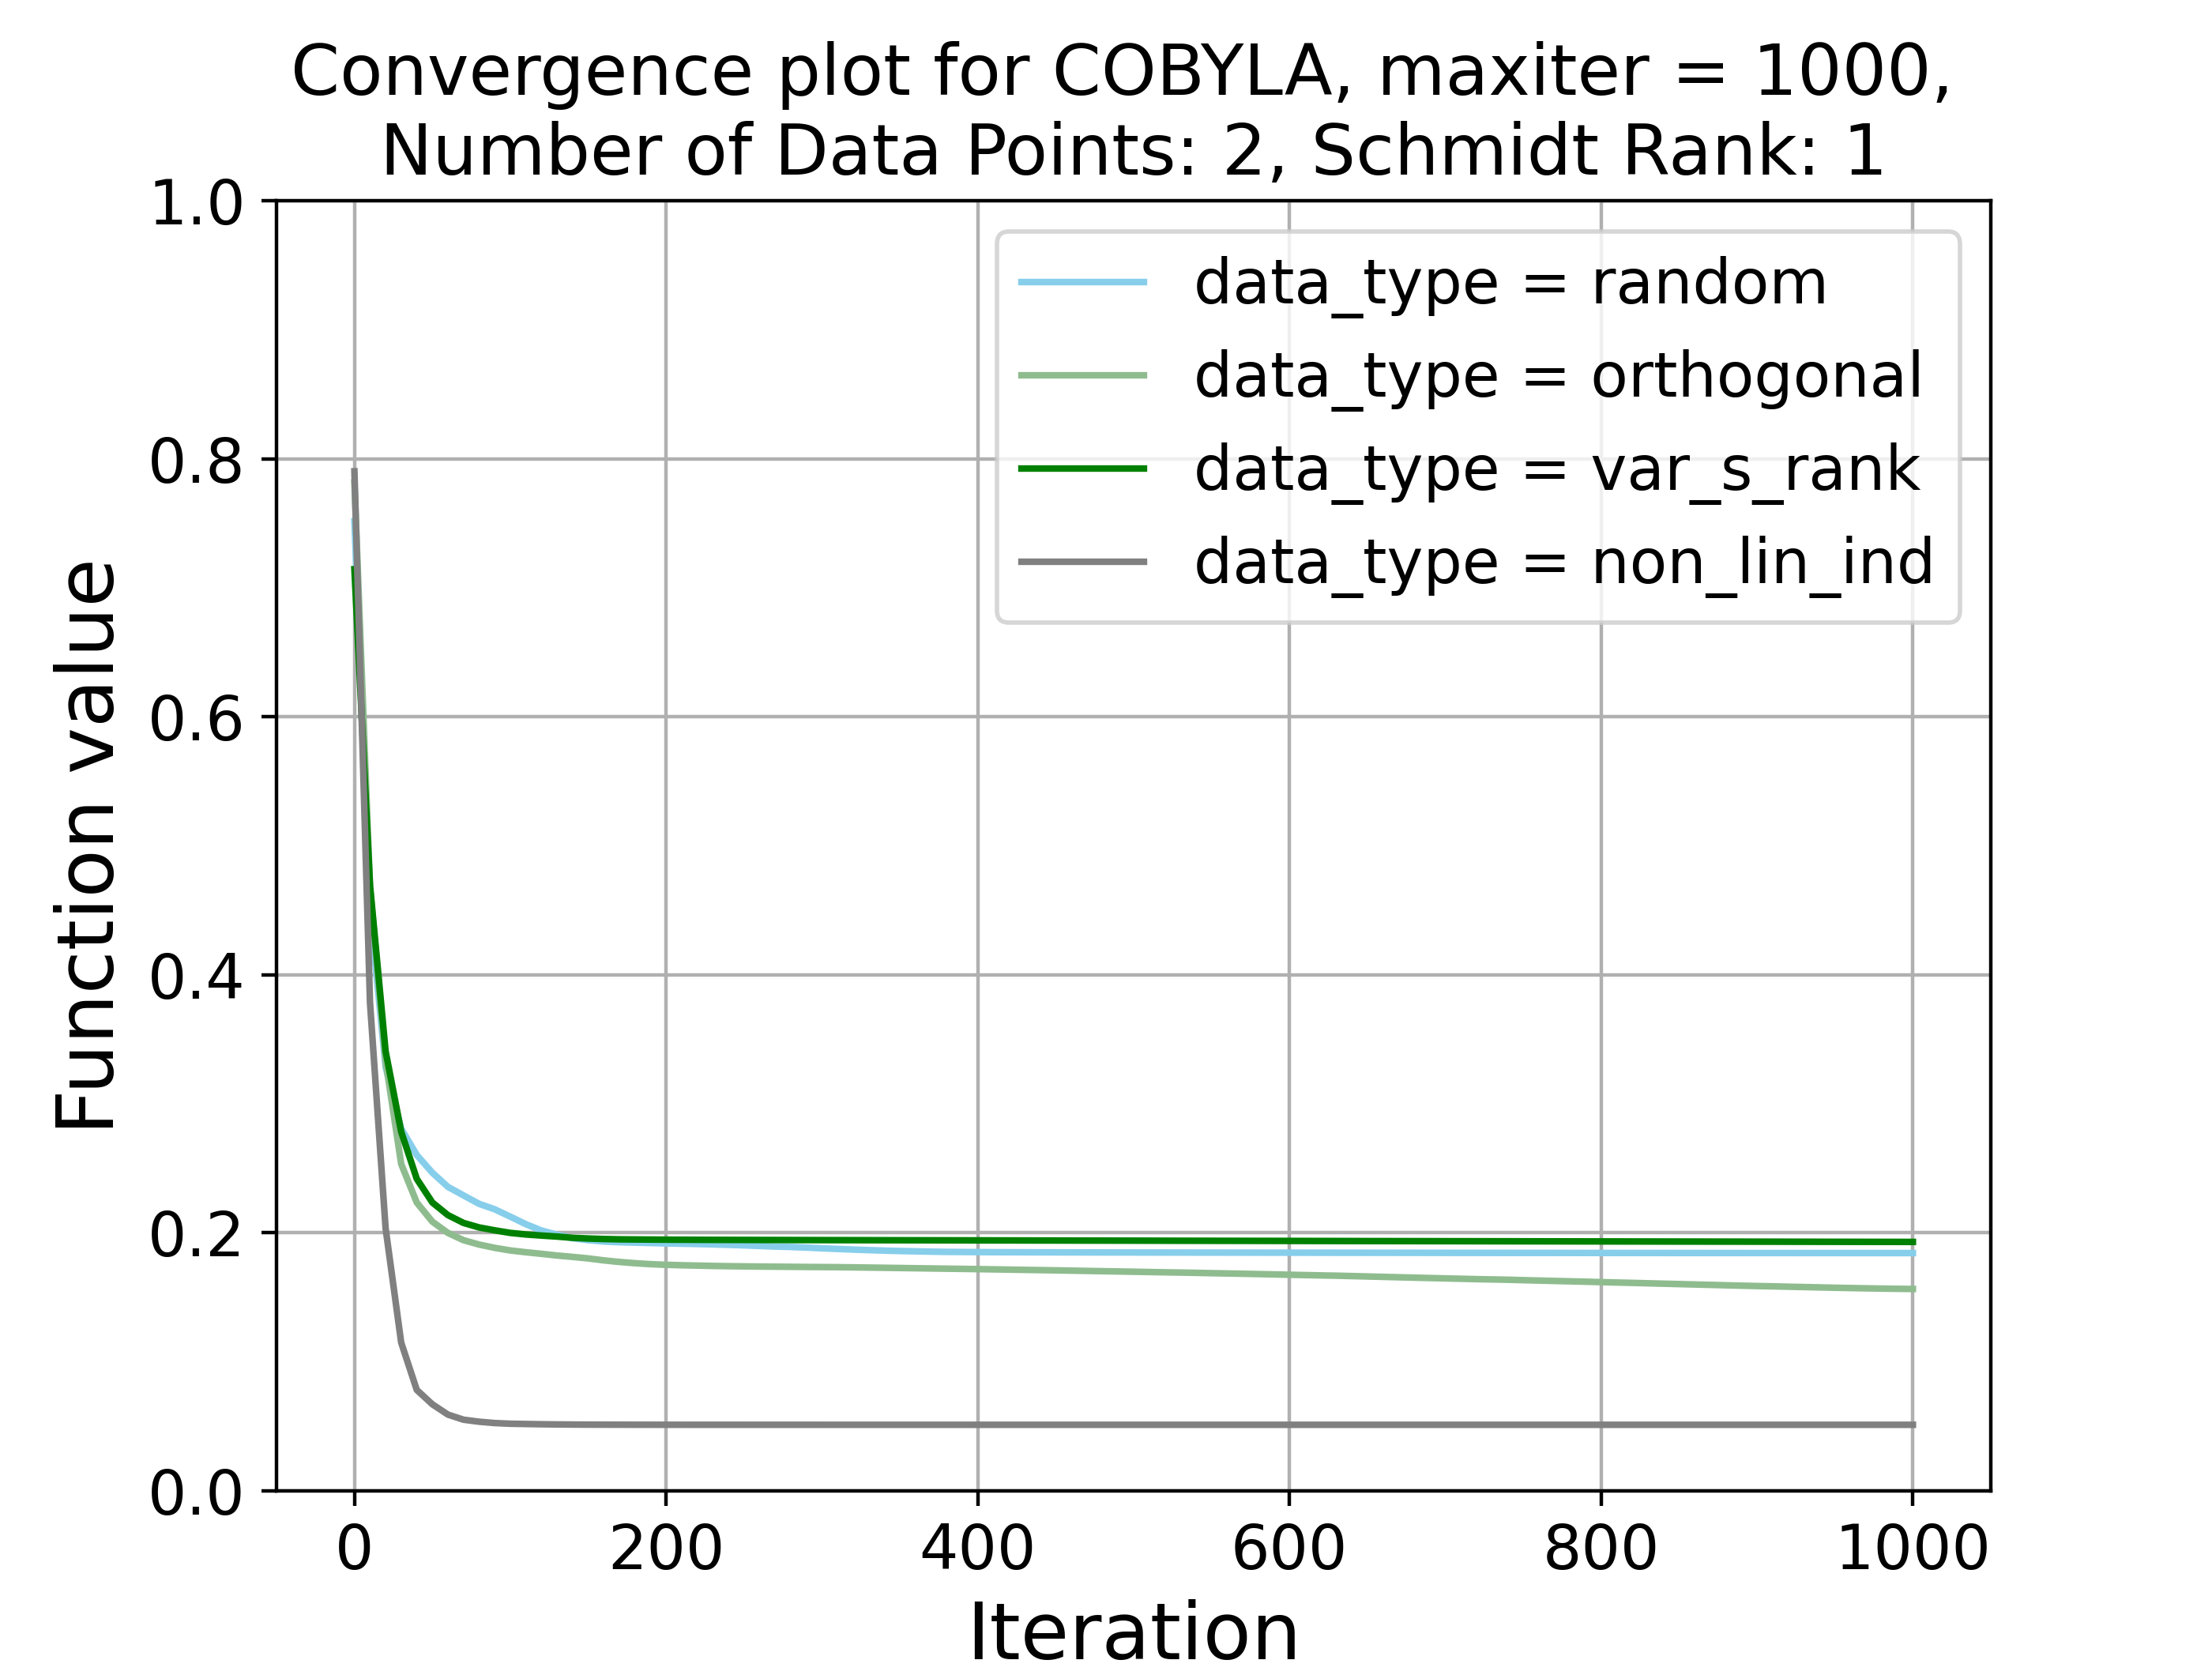 Convergence plot for COBYLA, maxiter = 1000,
Number of Data Points: 2, Schmidt Rank: 1
1.0
0.8
0.6
0.4
0.2
0.0
Function value
data_type = random
data_type = orthogonal
data_type = var_s_rank
data_type = non_lin_ind
0 200 400 600 800 1000
Iteration